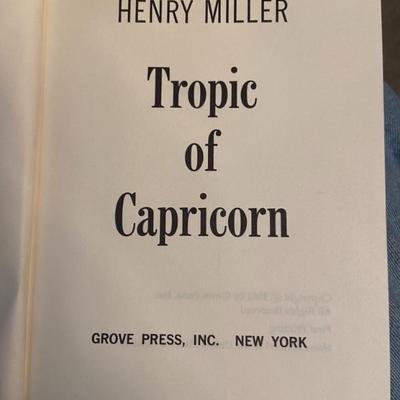 HENRY MILLER
Tropic
of
Capricorn
GROVE PRESS, INC. NEW YORK